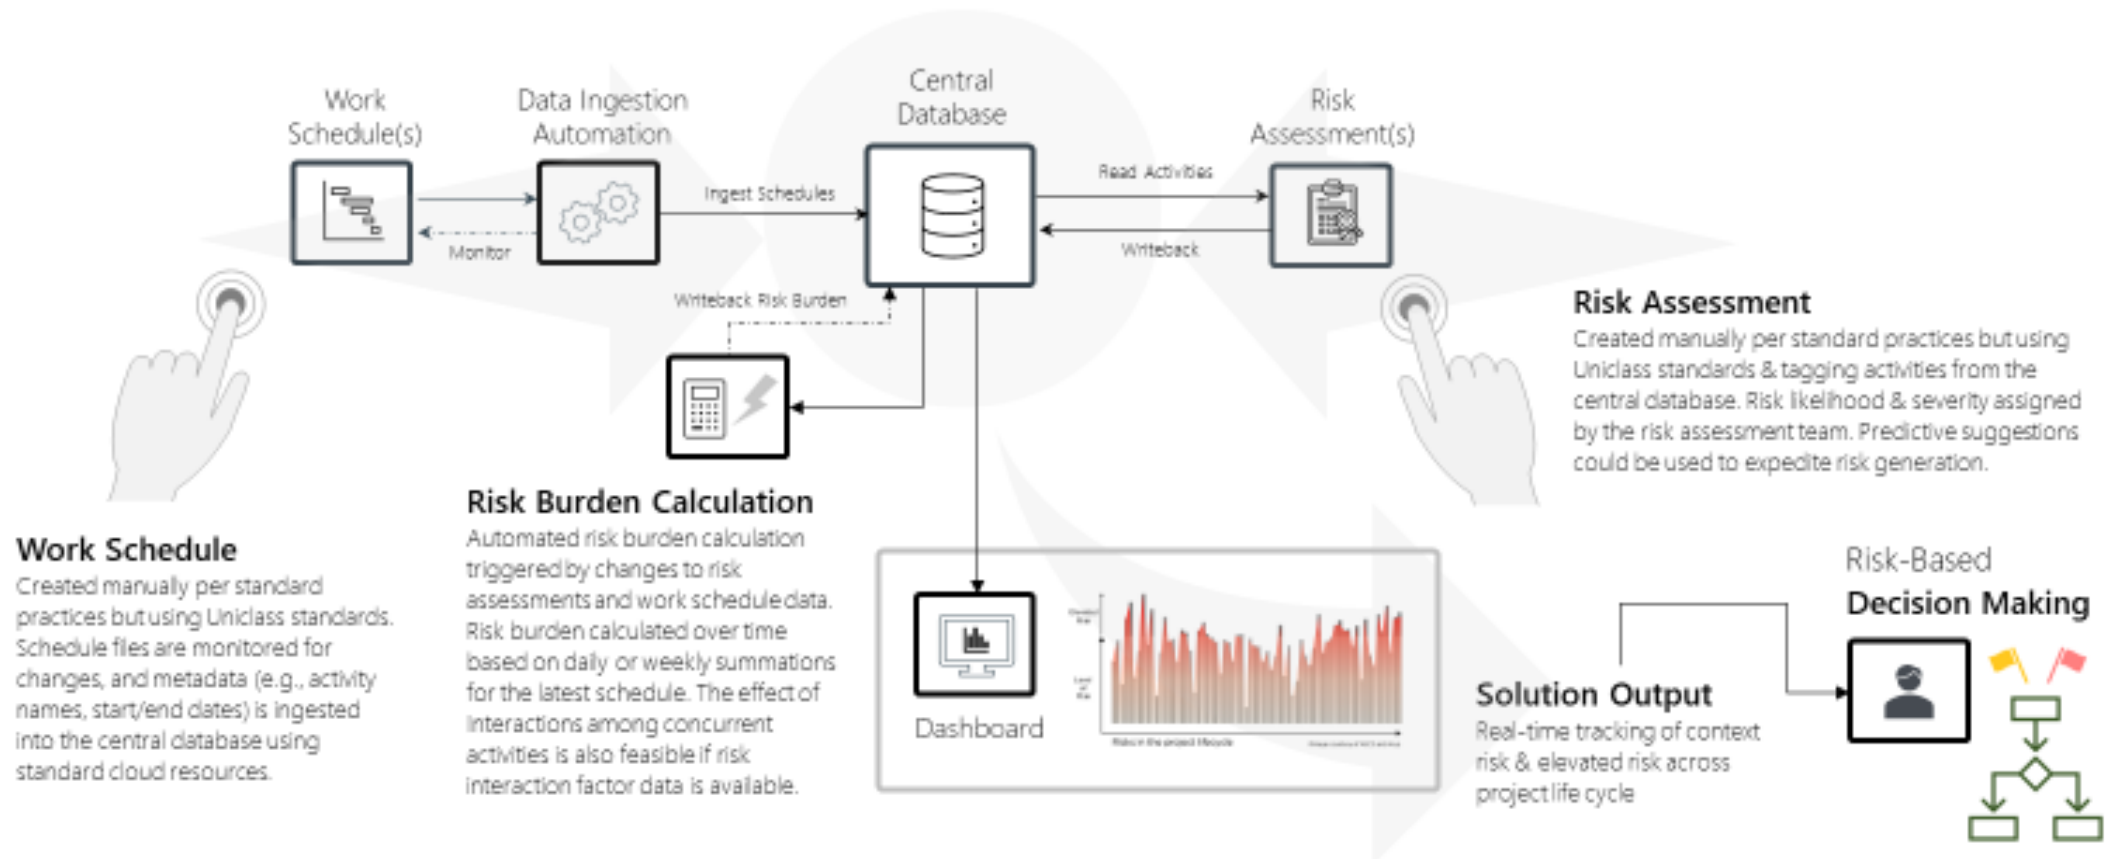 Work
Schedule(s)
Data Ingestion
Automation
Central
Database
Risk
Assessment(s)
Ingest Schedules
Monitor
Read Activities
Writeback
Writeback Risk Burden
Risk Assessment
Created manually per standard practices but using
Uniclass standards & tagging activities from the
central database. Risk likelihood & severity assigned
by the risk assessment team. Predictive suggestions
could be used to expedite risk generation.
Work Schedule
Created manually per standard
practices but using Uniclass standards.
Schedule files are monitored for
changes, and metadata (e.g., activity
names, start/end dates) is ingested
into the central database using
standard cloud resources.
Risk Burden Calculation
Automated risk burden calculation
triggered by changes to risk
assessments and work schedule data.
Risk burden calculated over time
based on daily or weekly summations
for the latest schedule. The effect of
interactions among concurrent
activities is also feasible if risk
interaction factor data is available.
Dashboard
Risks in the project lifecycle
Solution Output
Real-time tracking of context
risk & elevated risk across
project life cycle
Risk-Based
Decision Making